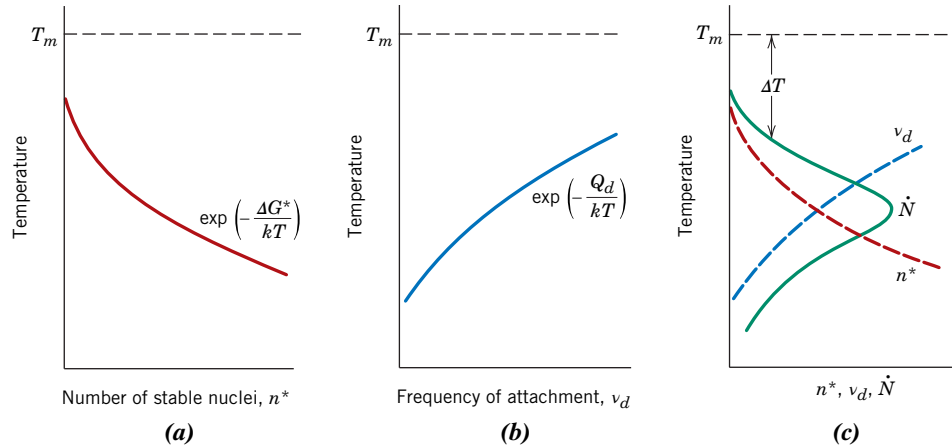 T_m
Temperature
exp (− ΔG*/kT)
Number of stable nuclei, n*
(a)
T_m
Temperature
exp (− Q_d/kT)
Frequency of attachment, ν_d
(b)
T_m
ΔT
Temperature
ν_d
Ṅ
n*
n*, ν_d, Ṅ
(c)